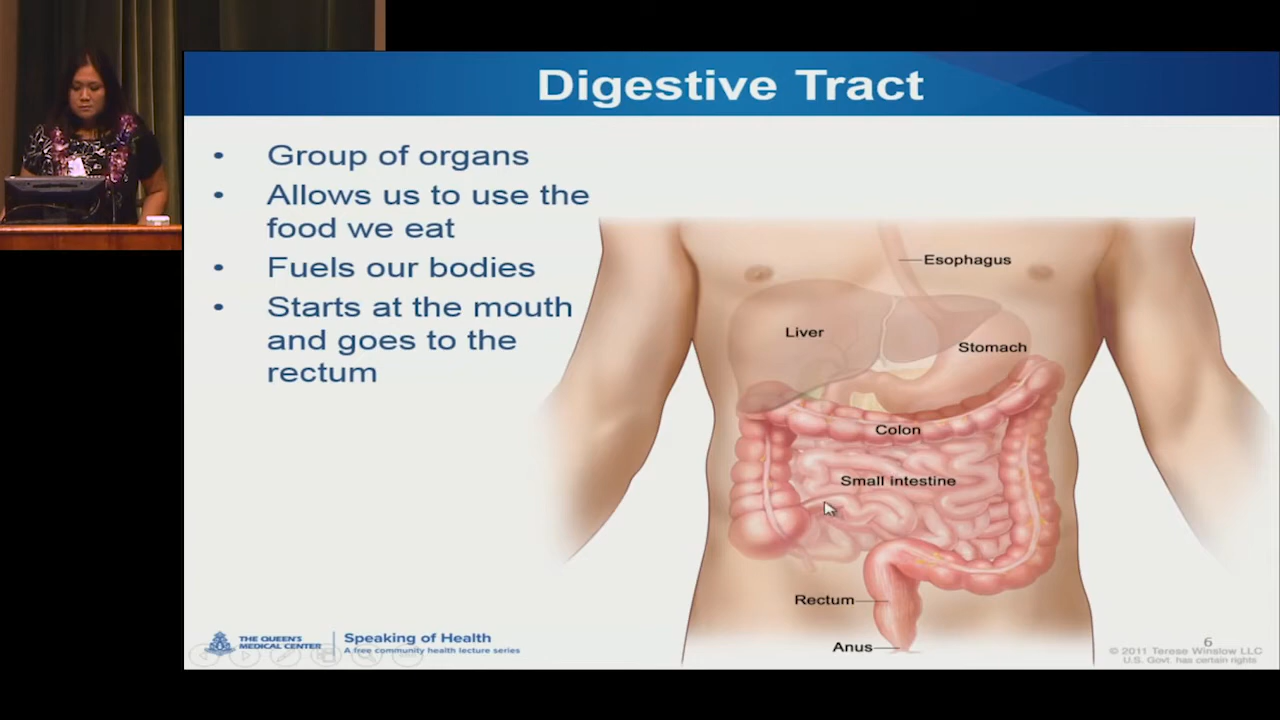 Digestive Tract
• Group of organs
• Allows us to use the
food we eat
• Fuels our bodies
• Starts at the mouth
and goes to the
rectum
Esophagus
Liver
Stomach
Colon
Small intestine
Rectum
Anus
THE QUEEN'S
MEDICAL CENTER
Speaking of Health
A free community health lecture series
6
© 2011 Terese Winslow LLC
U.S. Govt. has certain rights